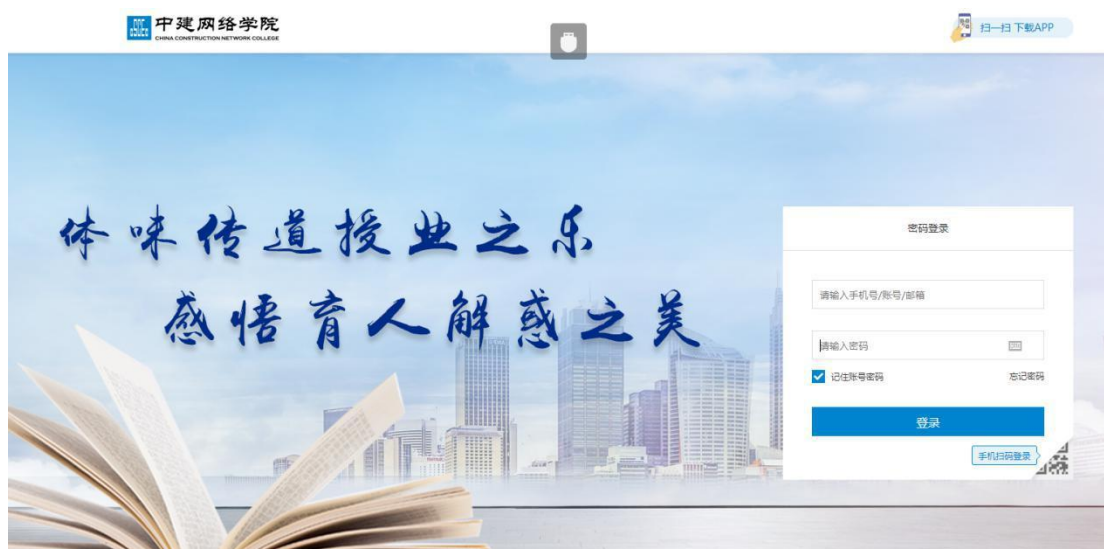 中建网络学院
CHINA CONSTRUCTION NETWORK COLLEGE
扫一扫 下载APP
体味传道授业之乐
感悟育人解惑之美
密码登录
请输入手机号/账号/邮箱
请输入密码
记住账号密码
忘记密码
登录
手机扫码登录